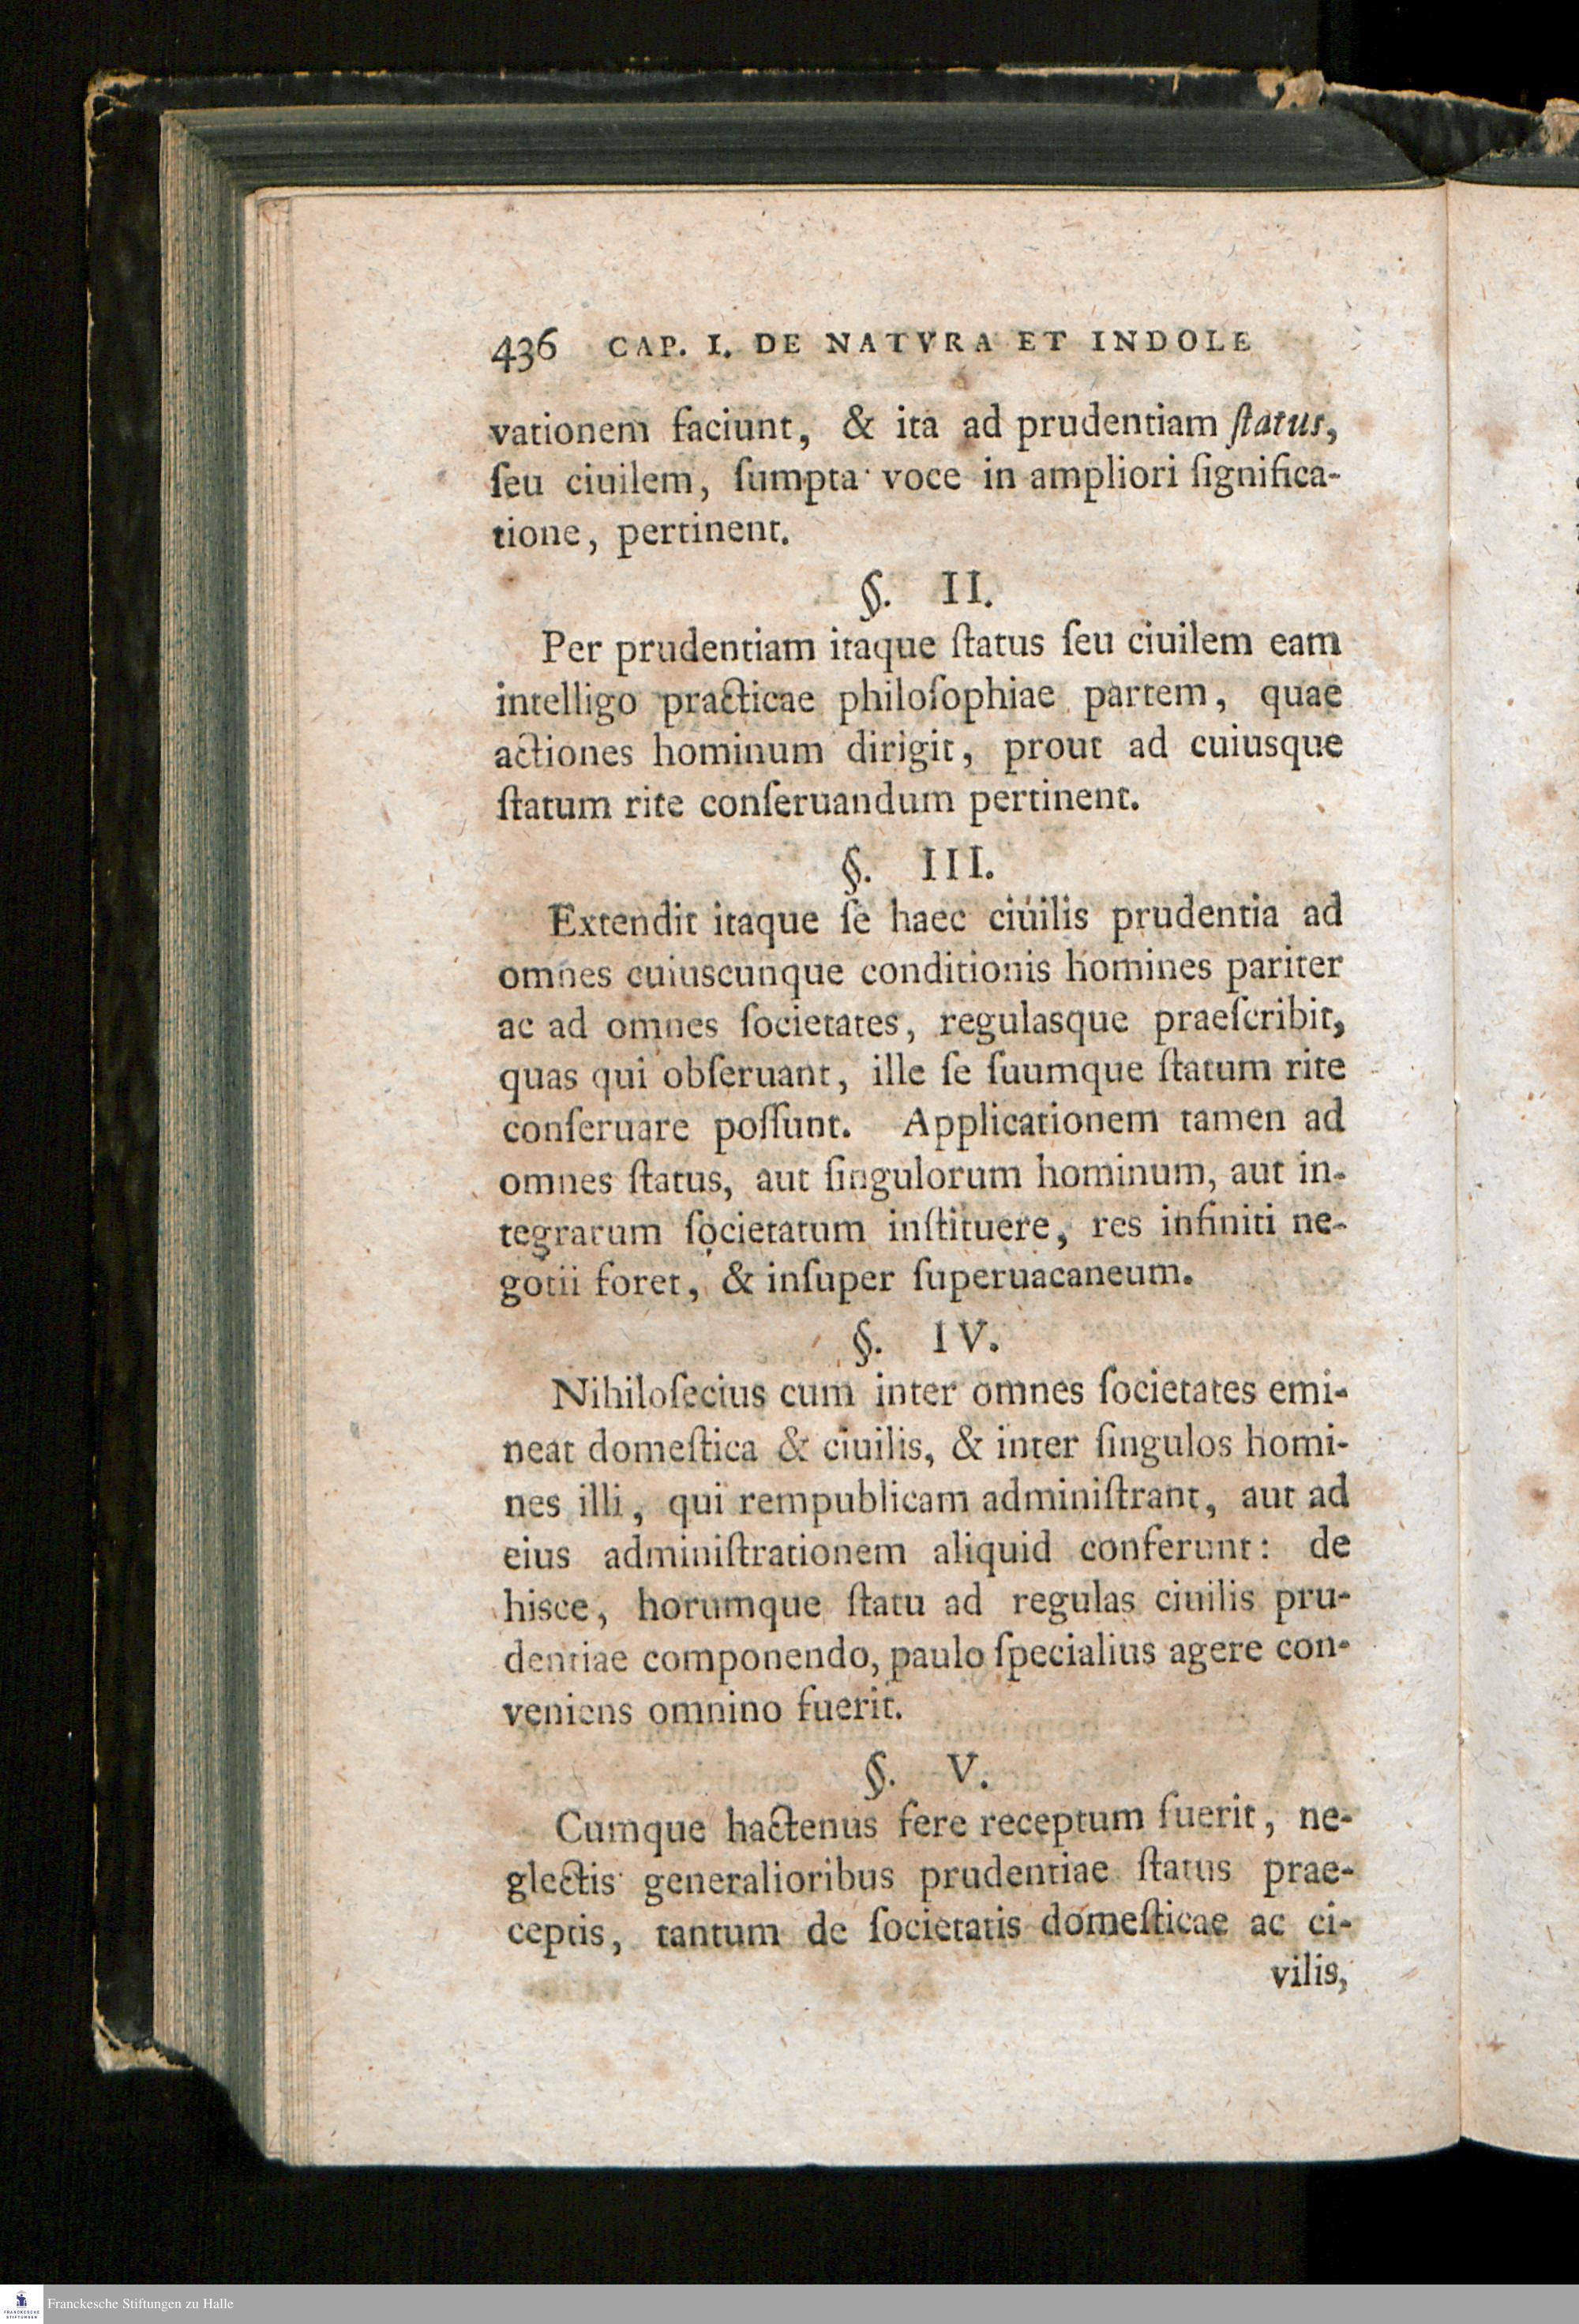 436 CAP. I. DE NATVRA ET INDOLE
vationem faciunt, & ita ad prudentiam ſtatus,
ſeu ciuilem, ſumpta voce in ampliori ſignifica-
tione, pertinent.
§. II.
Per prudentiam itaque ſtatus ſeu ciuilem eam
intelligo practicae philoſophiae partem, quae
actiones hominum dirigit, prout ad cuiusque
ſtatum rite conſeruandum pertinent.
§. III.
Extendit itaque ſe haec ciuilis prudentia ad
omnes cuiuscunque conditionis homines pariter
ac ad omnes ſocietates, regulasque praeſcribit,
quas qui obſeruant, ille ſe ſuumque ſtatum rite
conſeruare poſſunt. Applicationem tamen ad
omnes ſtatus, aut ſingulorum hominum, aut in-
tegrarum ſocietatum inſtituere, res infiniti ne-
gotii foret, & inſuper ſuperuacaneum.
§. IV.
Nihiloſecius cum inter omnes ſocietates emi-
neat domeſtica & ciuilis, & inter ſingulos homi-
nes illi, qui rempublicam adminiſtrant, aut ad
eius adminiſtrationem aliquid conferunt: de
hisce, horumque ſtatu ad regulas ciuilis pru-
dentiae componendo, paulo ſpecialius agere con-
veniens omnino fuerit.
§. V.
Cumque hactenus fere receptum fuerit, ne-
glectis generalioribus prudentiae ſtatus prae-
ceptis, tantum de ſocietatis domeſticae ac ci-
vilis,
FRANCKESCHE
STIFTUNGEN
Franckesche Stiftungen zu Halle